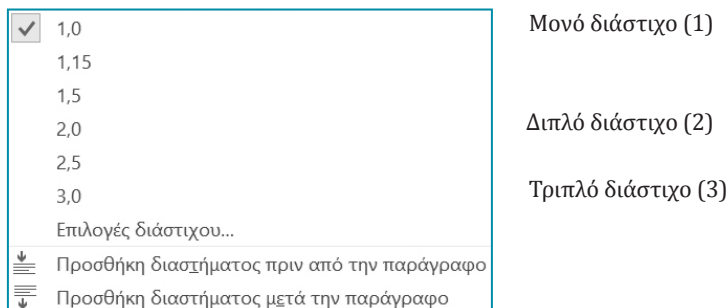 1,0 Μονό διάστιχο (1)
1,15
1,5
2,0 Διπλό διάστιχο (2)
2,5
3,0 Τριπλό διάστιχο (3)
Επιλογές διάστιχου...
Προσθήκη διαστήματος πριν από την παράγραφο
Προσθήκη διαστήματος μετά την παράγραφο